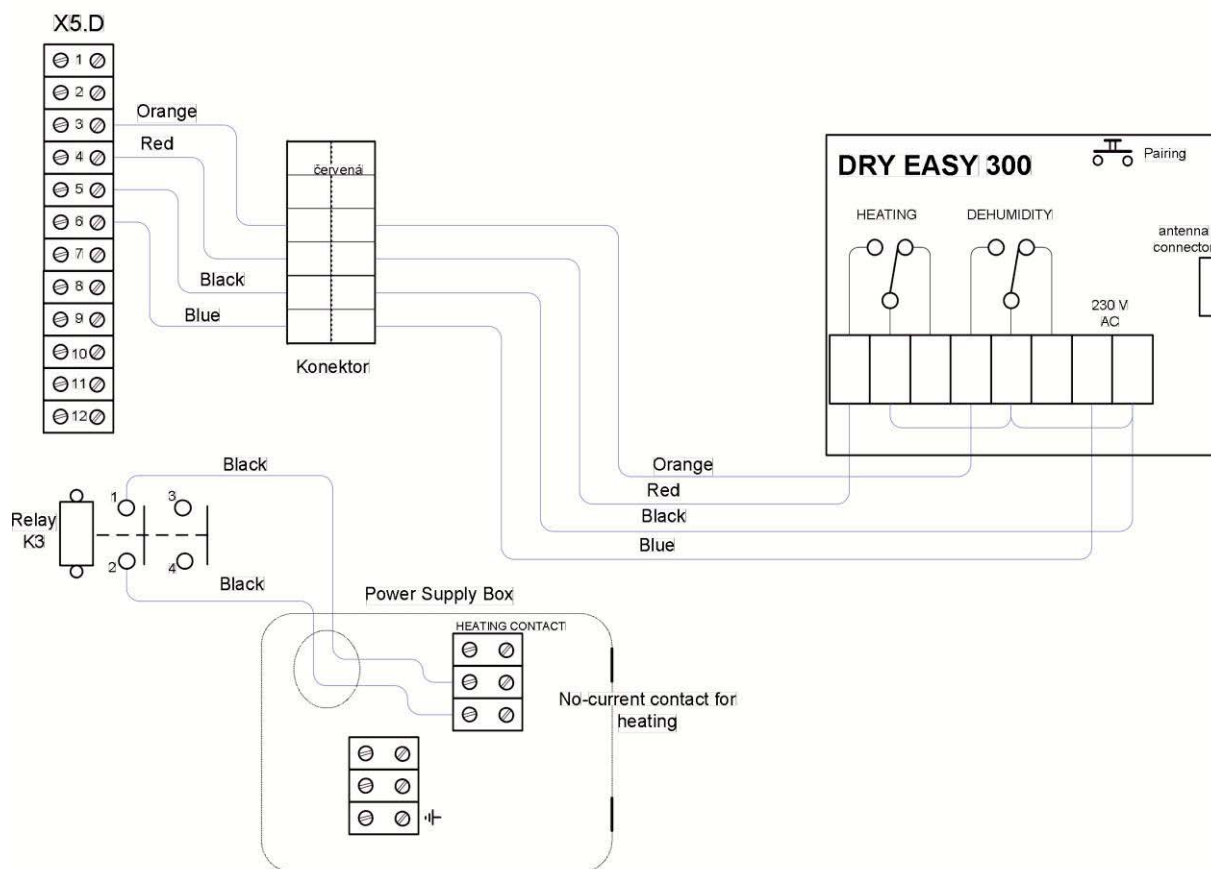 X5.D
1
2
3
4
5
6
7
8
9
10
11
12
Orange
Red
Black
Blue
červená
Konektor
DRY EASY 300
Pairing
HEATING
DEHUMIDITY
antenna
connector
230 V
AC
Orange
Red
Black
Blue
Black
1
3
Relay
K3
2
4
Black
Power Supply Box
HEATING CONTACT
No-current contact for
heating